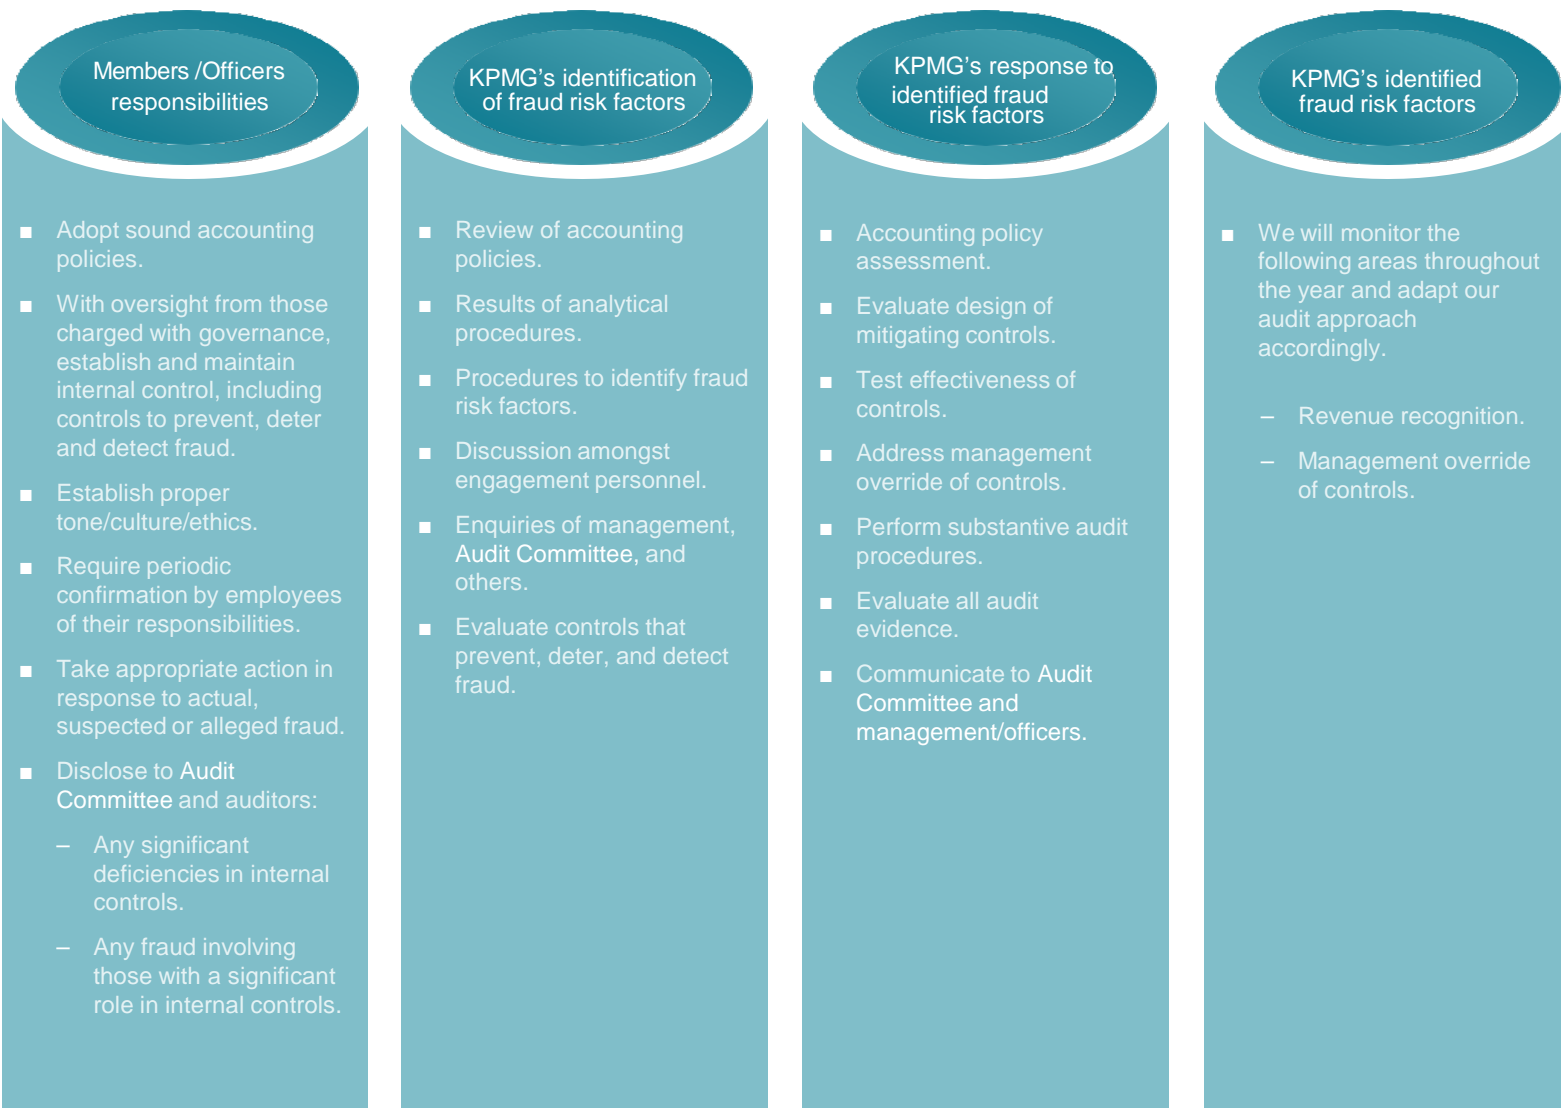 Members /Officers
responsibilities
■ Adopt sound accounting
policies.
■ With oversight from those
charged with governance,
establish and maintain
internal control, including
controls to prevent, deter
and detect fraud.
■ Establish proper
tone/culture/ethics.
■ Require periodic
confirmation by employees
of their responsibilities.
■ Take appropriate action in
response to actual,
suspected or alleged fraud.
■ Disclose to Audit
Committee and auditors:
– Any significant
deficiencies in internal
controls.
– Any fraud involving
those with a significant
role in internal controls.
KPMG's identification
of fraud risk factors
■ Review of accounting
policies.
■ Results of analytical
procedures.
■ Procedures to identify fraud
risk factors.
■ Discussion amongst
engagement personnel.
■ Enquiries of management,
Audit Committee, and
others.
■ Evaluate controls that
prevent, deter, and detect
fraud.
KPMG's response to
identified fraud
risk factors
■ Accounting policy
assessment.
■ Evaluate design of
mitigating controls.
■ Test effectiveness of
controls.
■ Address management
override of controls.
■ Perform substantive audit
procedures.
■ Evaluate all audit
evidence.
■ Communicate to Audit
Committee and
management/officers.
KPMG's identified
fraud risk factors
■ We will monitor the
following areas throughout
the year and adapt our
audit approach
accordingly.
– Revenue recognition.
– Management override
of controls.